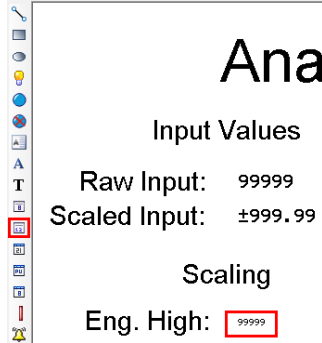 Ana
Input Values
Raw Input: 99999
Scaled Input: ±999.99
Scaling
Eng. High: 99999